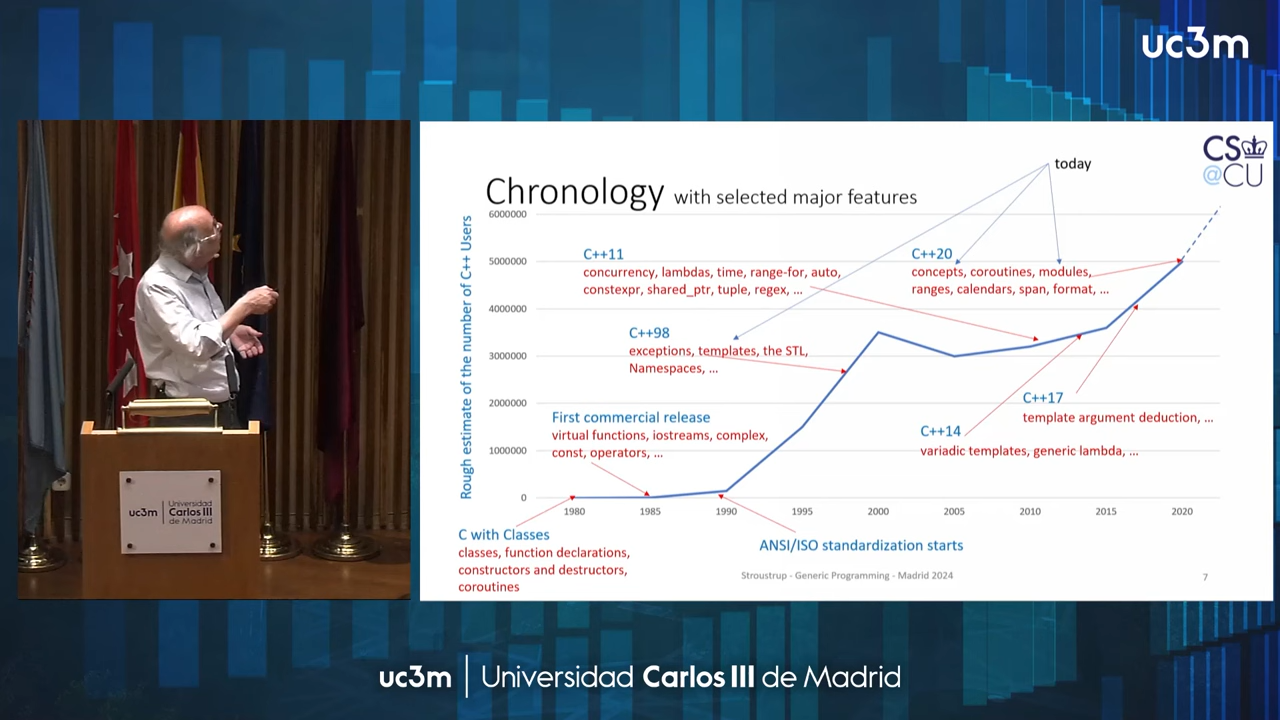 uc3m
CS@CU
today
Chronology with selected major features
Rough estimate of the number of C++ Users
6000000
5000000
4000000
3000000
2000000
1000000
0
C++11
concurrency, lambdas, time, range-for, auto,
constexpr, shared_ptr, tuple, regex, ...
C++20
concepts, coroutines, modules,
ranges, calendars, span, format, ...
C++98
exceptions, templates, the STL,
Namespaces, ...
C++17
template argument deduction, ...
First commercial release
virtual functions, iostreams, complex,
const, operators, ...
C++14
variadic templates, generic lambda, ...
1980 1985 1990 1995 2000 2005 2010 2015 2020
C with Classes
classes, function declarations,
constructors and destructors,
coroutines
ANSI/ISO standardization starts
Stroustrup - Generic Programming - Madrid 2024
7
uc3m
Universidad
Carlos III
de Madrid
uc3m Universidad Carlos III de Madrid